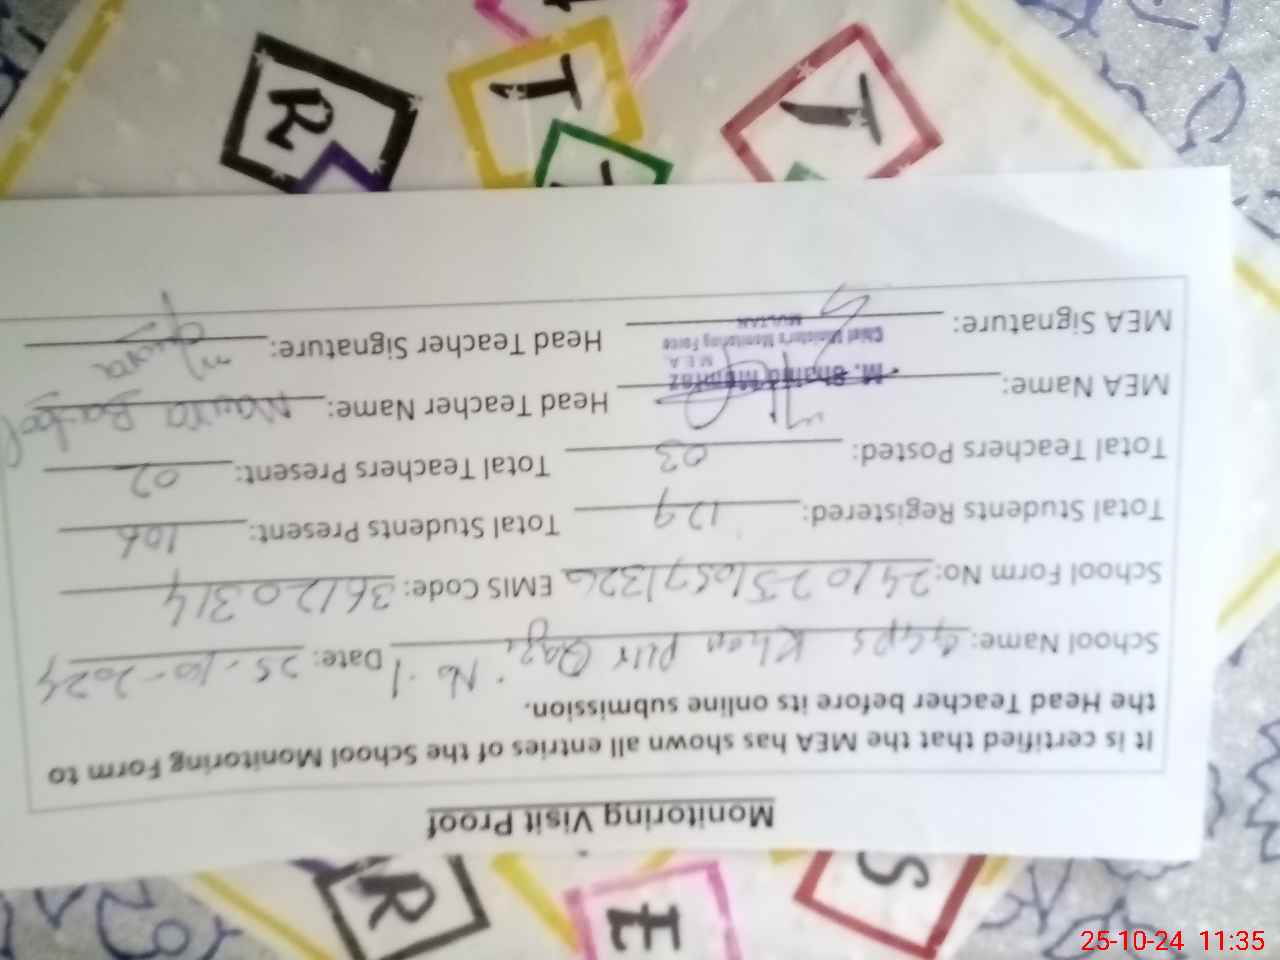 Monitoring Visit Proof
It is certified that the MEA has shown all entries of the School Monitoring Form to
the Head Teacher before its online submission.
School Name: GGPS Khan Pur Qazi No.1 Date: 25-10-2024
School Form No: EMIS Code: 36120314
Total Students Registered: 129 Total Students Present: 106
Total Teachers Posted: 03 Total Teachers Present: 02
MEA Name: M. Shahid Mumtaz Head Teacher Name:
M.E.A
Chief Minister's Monitoring Force
MULTAN
MEA Signature: Head Teacher Signature:
R
T
T
R
E
S
25-10-24 11:35